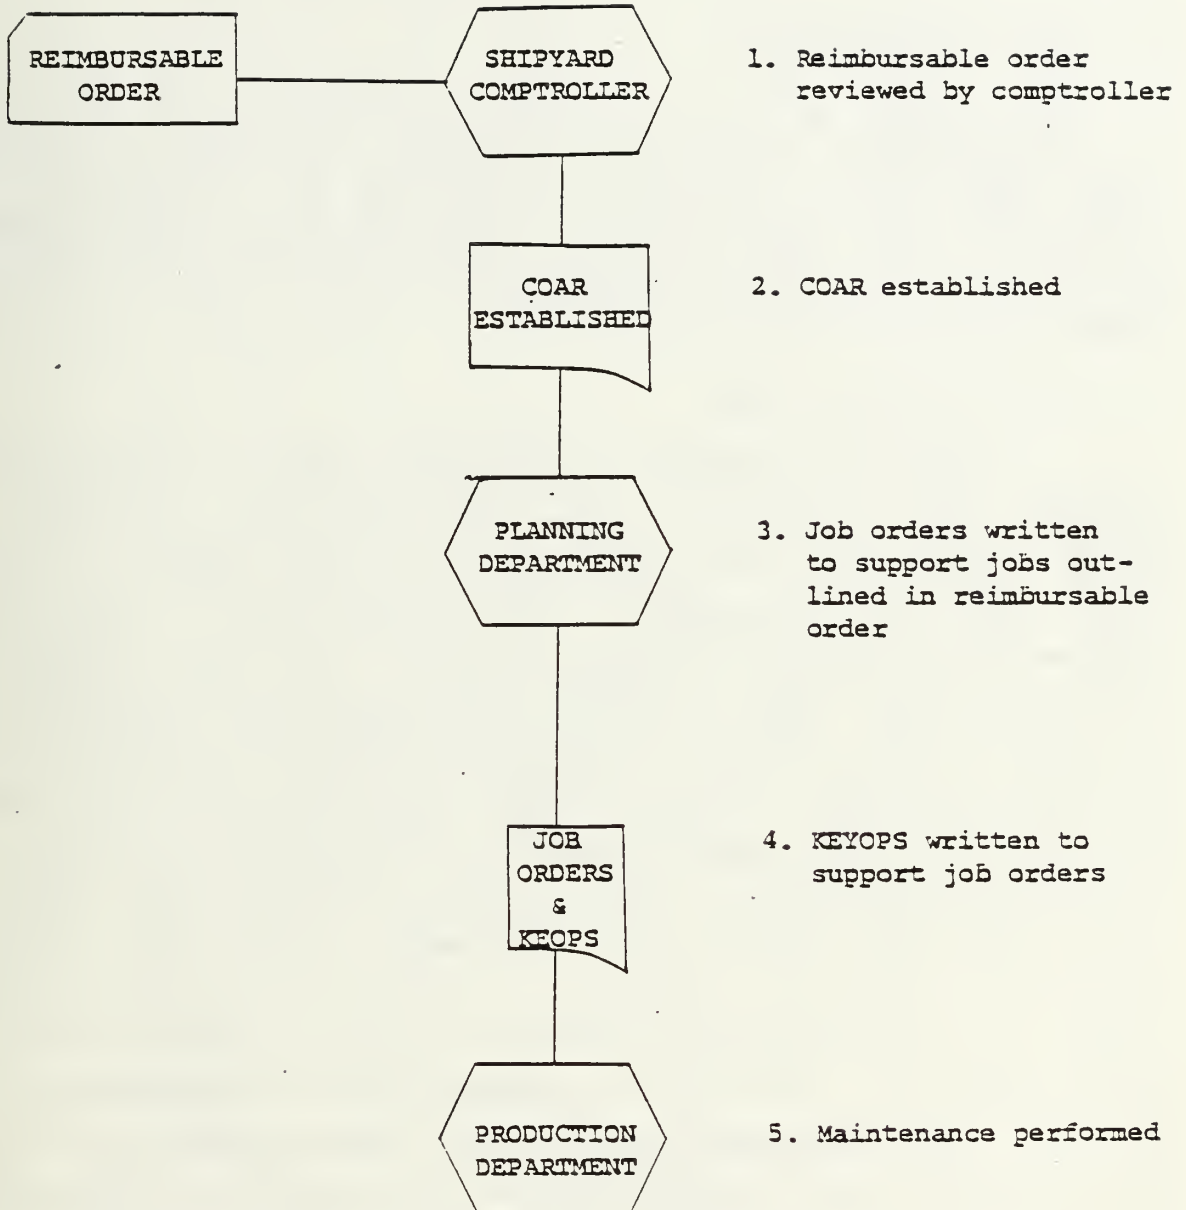 REIMBURSABLE
ORDER
SHIPYARD
COMPTROLLER
1. Reimbursable order
reviewed by comptroller
COAR
ESTABLISHED
2. COAR established
PLANNING
DEPARTMENT
3. Job orders written
to support jobs out-
lined in reimbursable
order
JOB
ORDERS
&
KEOPS
4. KEYOPS written to
support job orders
PRODUCTION
DEPARTMENT
5. Maintenance performed